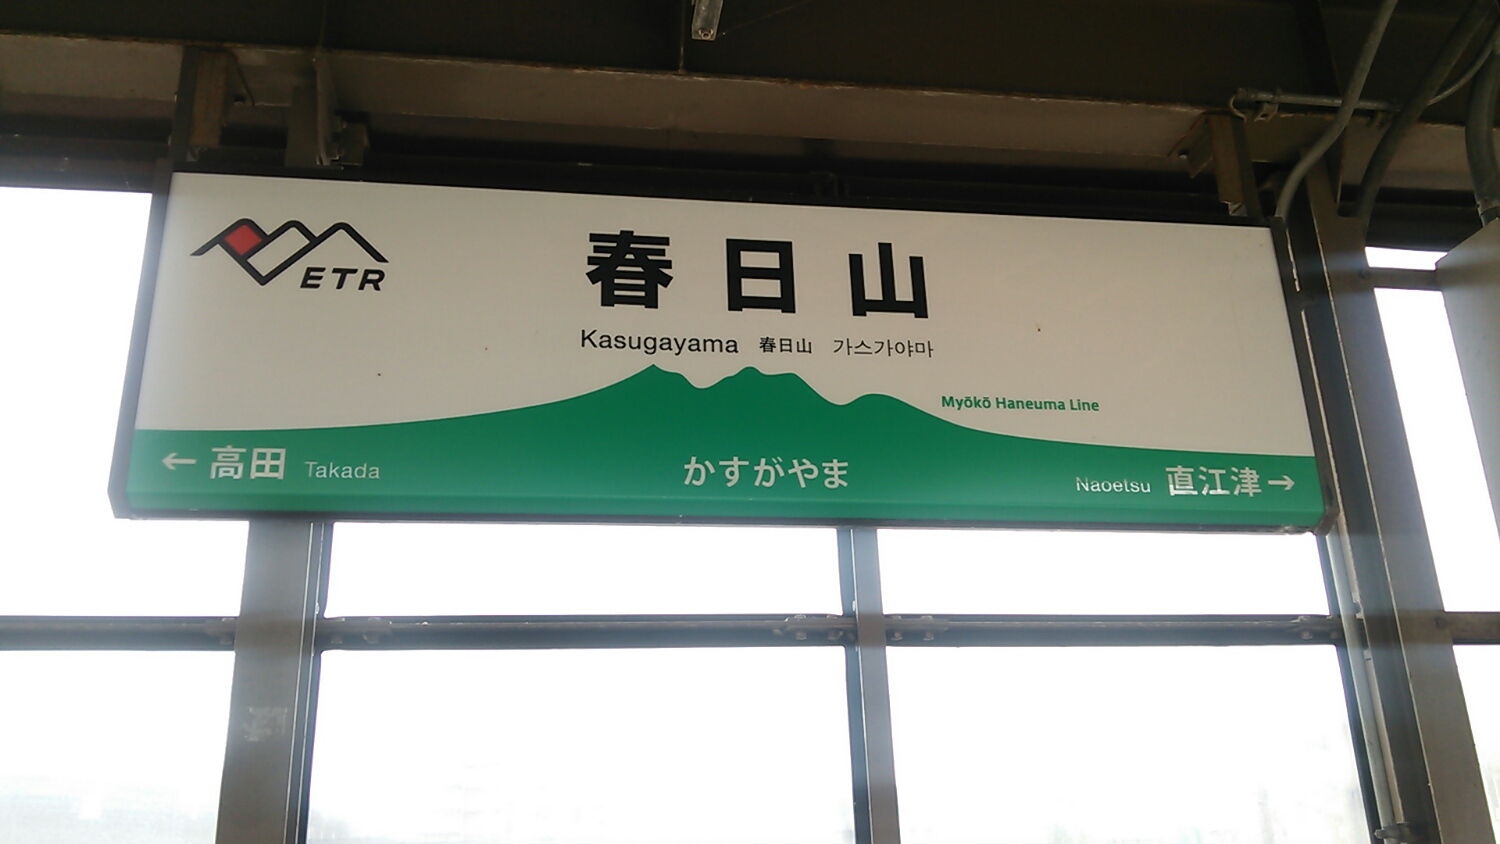 ETR
春日山
Kasugayama 春日山 가스가야마
Myōkō Haneuma Line
← 高田 Takada
かすがやま
Naoetsu 直江津 →